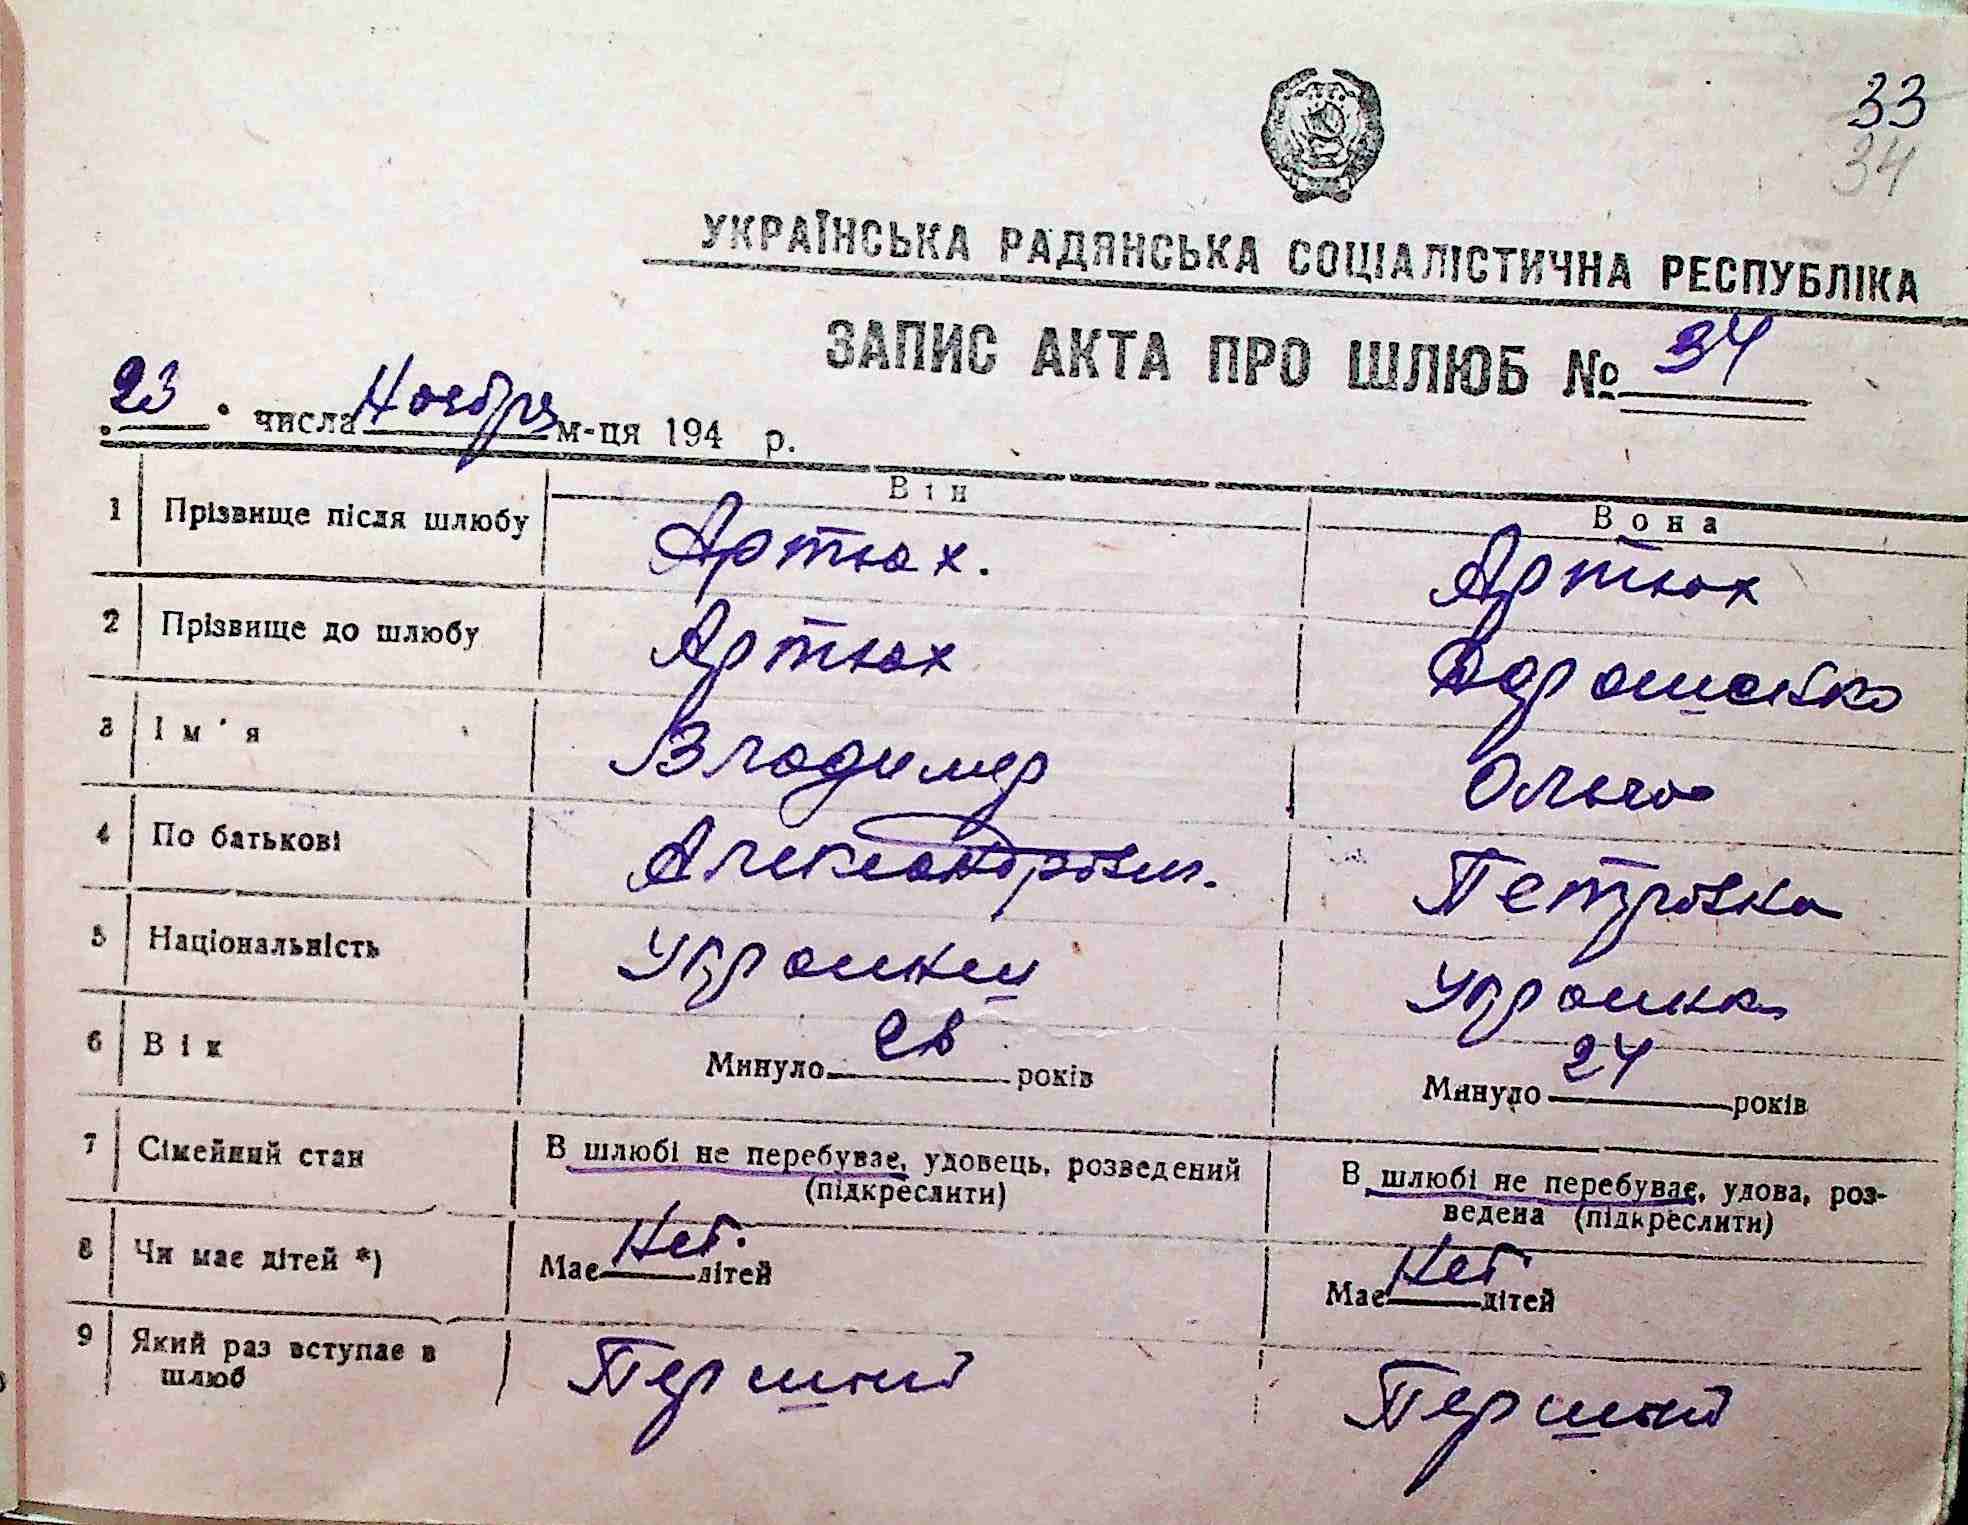 33
34
УКРАЇНСЬКА РАДЯНСЬКА СОЦІАЛІСТИЧНА РЕСПУБЛІКА
ЗАПИС АКТА ПРО ШЛЮБ № 34
23 числа Ноября м-ця 194 р.
Він Вона
1 Прізвище після шлюбу Артюх. Артюх
2 Прізвище до шлюбу Артюх Дорошенко
3 Ім'я Владимир Ольга
4 По батькові Александрович. Петровна
5 Національність Украинец Украинка
6 Вік Минуло 28 років Минуло 24 років
7 Сімейний стан В шлюбі не перебуває, удовець, розведений В шлюбі не перебуває, удова, роз-
(підкреслити) ведена (підкреслити)
8 Чи має дітей *) Має Нет. дітей Має Нет. дітей
9 Який раз вступає в
шлюб